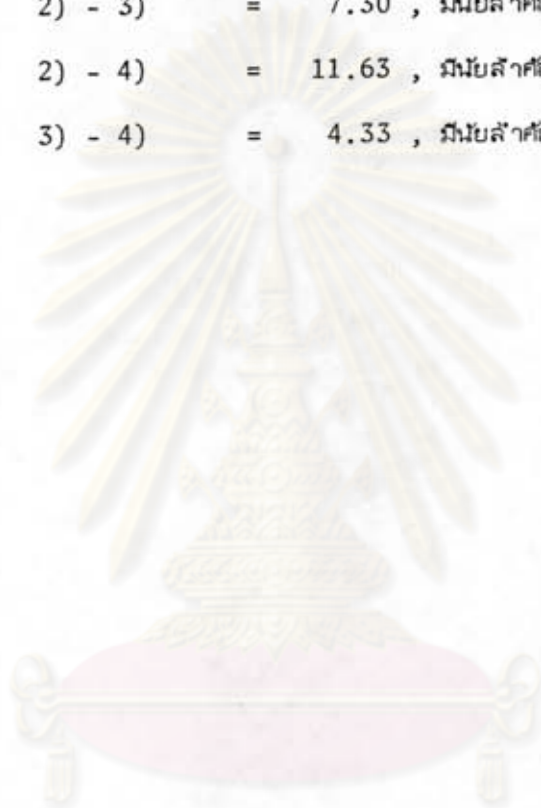 2) - 3) = 7.30 , มีนัยสำคั
2) - 4) = 11.63 , มีนัยสำคั
3) - 4) = 4.33 , มีนัยสำคั